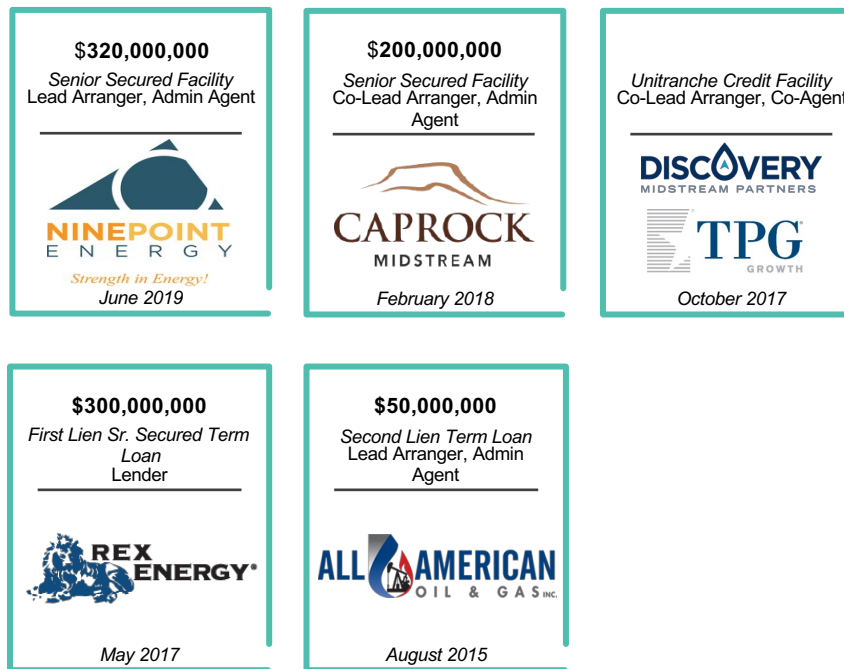 $320,000,000
Senior Secured Facility
Lead Arranger, Admin Agent
NINEPOINT
ENERGY
Strength in Energy!
June 2019
$200,000,000
Senior Secured Facility
Co-Lead Arranger, Admin
Agent
CAPROCK
MIDSTREAM
February 2018
Unitranche Credit Facility
Co-Lead Arranger, Co-Agent
DISCOVERY
MIDSTREAM PARTNERS
TPG
GROWTH
October 2017
$300,000,000
First Lien Sr. Secured Term
Loan
Lender
REX
ENERGY®
May 2017
$50,000,000
Second Lien Term Loan
Lead Arranger, Admin
Agent
ALL AMERICAN
OIL & GAS INC.
August 2015